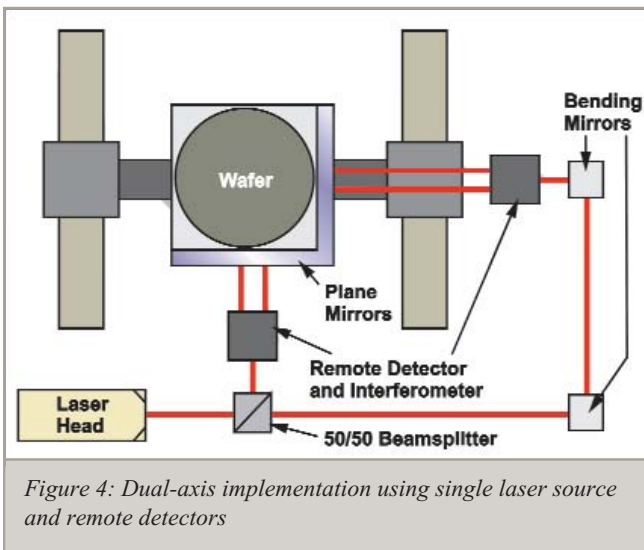 Bending
Mirrors
Wafer
Plane
Mirrors
Remote Detector
and Interferometer
Laser
Head
50/50 Beamsplitter
Figure 4: Dual-axis implementation using single laser source
and remote detectors